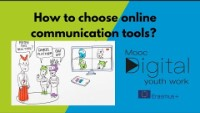 How to choose online
communication tools?
Mooc
Digital
youth work
Erasmus+